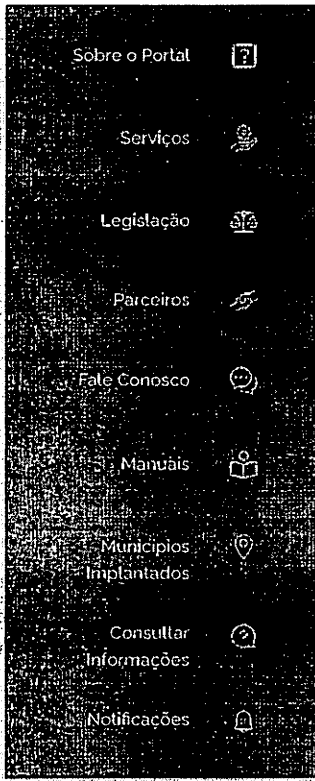 Sobre o Portal
Serviços
Legislação
Parceiros
Fale Conosco
Manuais
Municípios
Implantados
Consultar
Informações
Notificações